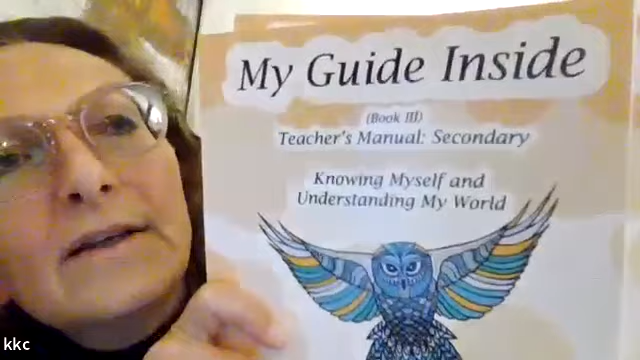 My Guide Inside
(Book III)
Teacher's Manual: Secondary
Knowing Myself and
Understanding My World
kkc